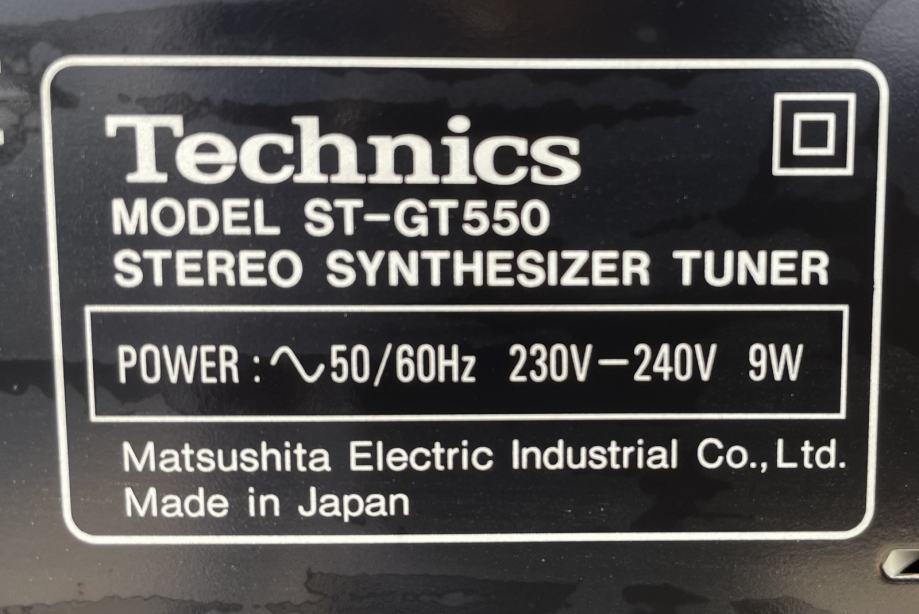 Technics
MODEL ST-GT550
STEREO SYNTHESIZER TUNER
POWER : ∿50/60Hz 230V-240V 9W
Matsushita Electric Industrial Co., Ltd.
Made in Japan